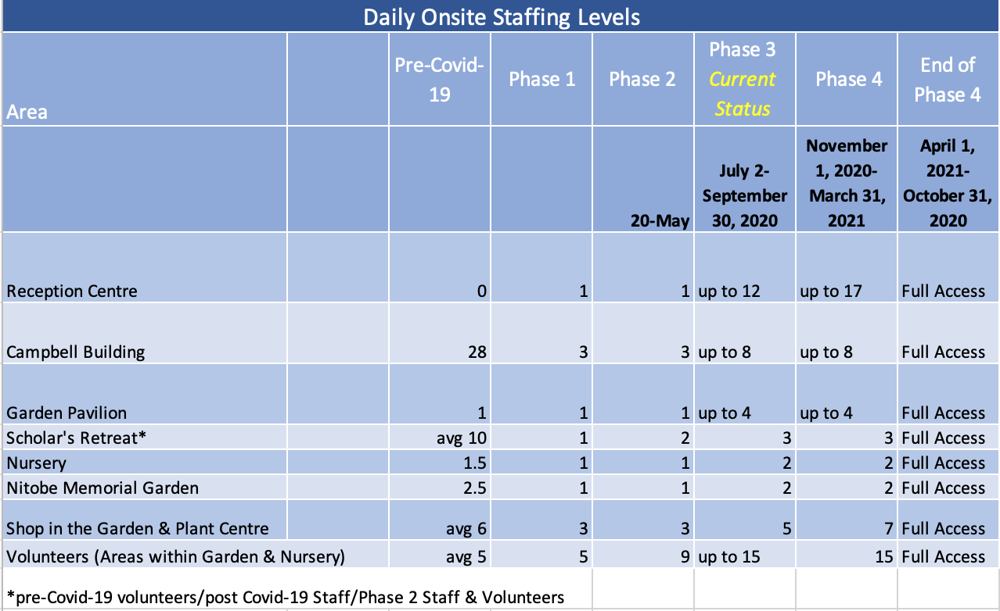 Daily Onsite Staffing Levels
Area Pre-Covid-19 Phase 1 Phase 2 Phase 3 Current Status Phase 4 End of Phase 4
20-May July 2-September 30, 2020 November 1, 2020-March 31, 2021 April 1, 2021-October 31, 2020
Reception Centre 0 1 1 up to 12 up to 17 Full Access
Campbell Building 28 3 3 up to 8 up to 8 Full Access
Garden Pavilion 1 1 1 up to 4 up to 4 Full Access
Scholar's Retreat* avg 10 1 2 3 3 Full Access
Nursery 1.5 1 1 2 2 Full Access
Nitobe Memorial Garden 2.5 1 1 2 2 Full Access
Shop in the Garden & Plant Centre avg 6 3 3 5 7 Full Access
Volunteers (Areas within Garden & Nursery) avg 5 5 9 up to 15 15 Full Access
*pre-Covid-19 volunteers/post Covid-19 Staff/Phase 2 Staff & Volunteers